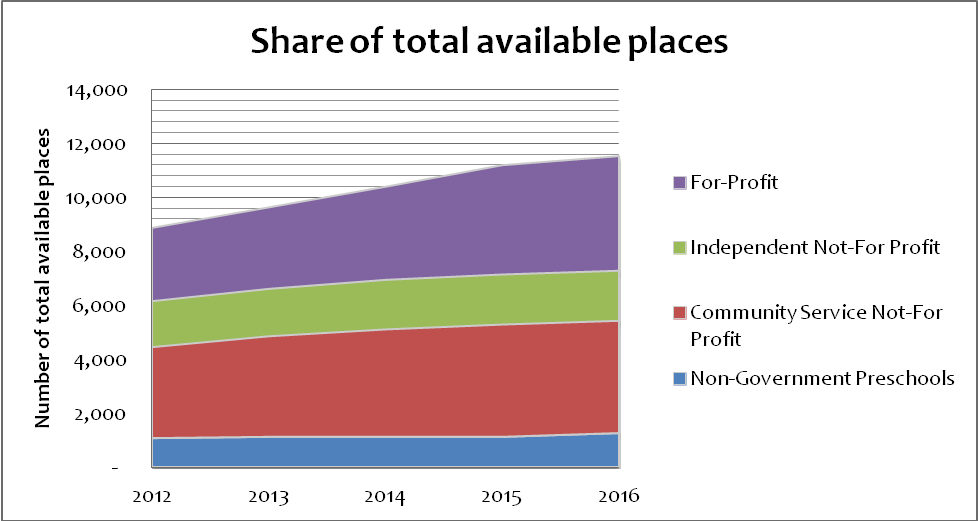 Share of total available places
Number of total available places
14,000
12,000
10,000
8,000
6,000
4,000
2,000
-
2012 2013 2014 2015 2016
For-Profit
Independent Not-For Profit
Community Service Not-For
Profit
Non-Government Preschools